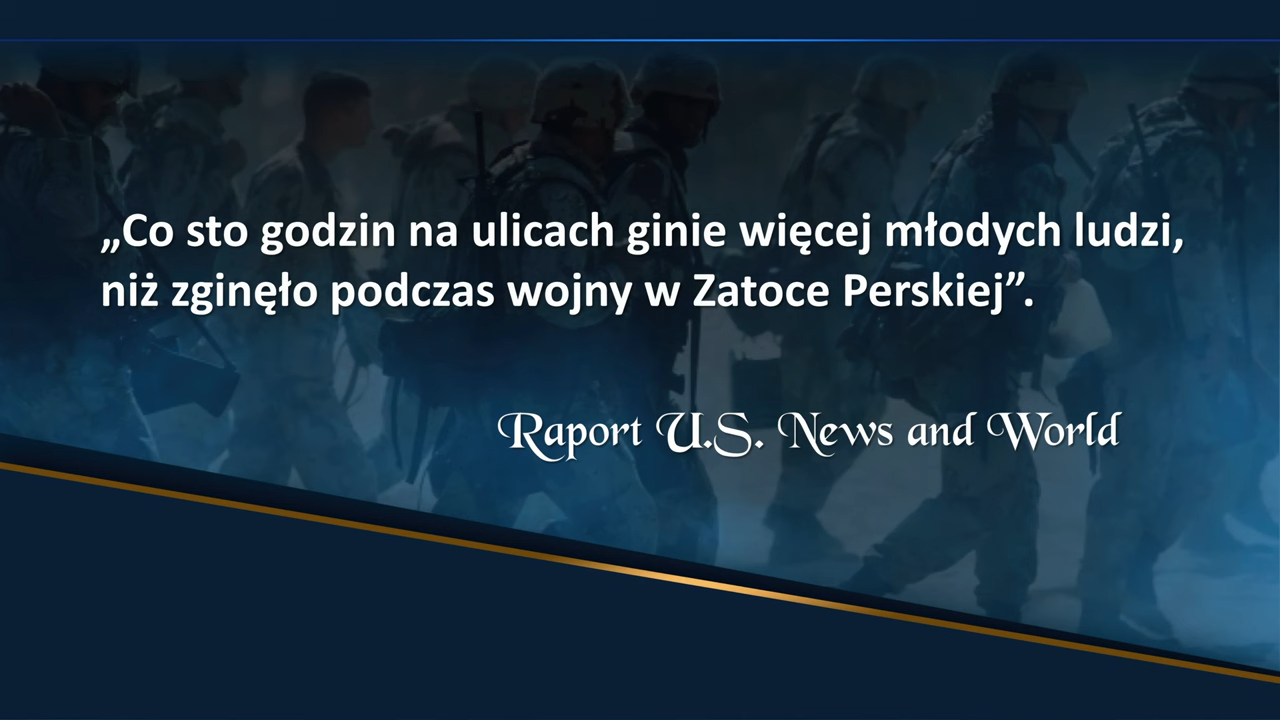 „Co sto godzin na ulicach ginie więcej młodych ludzi,
niż zginęło podczas wojny w Zatoce Perskiej”.
Raport U.S. News and World